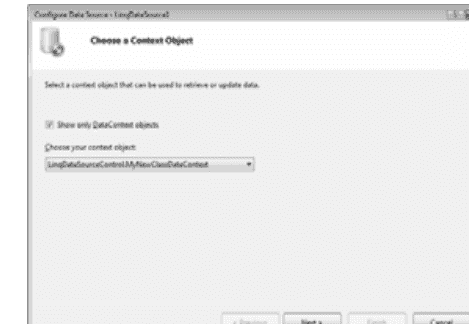 Configure Data Source - LinqDataSource1
Choose a Context Object
Select a context object that can be used to retrieve or update data.
Show only DataContext objects
Choose your context object:
LinqDataSourceControl.MyNewClassDataContext
< Previous
Next >
Finish
Cancel